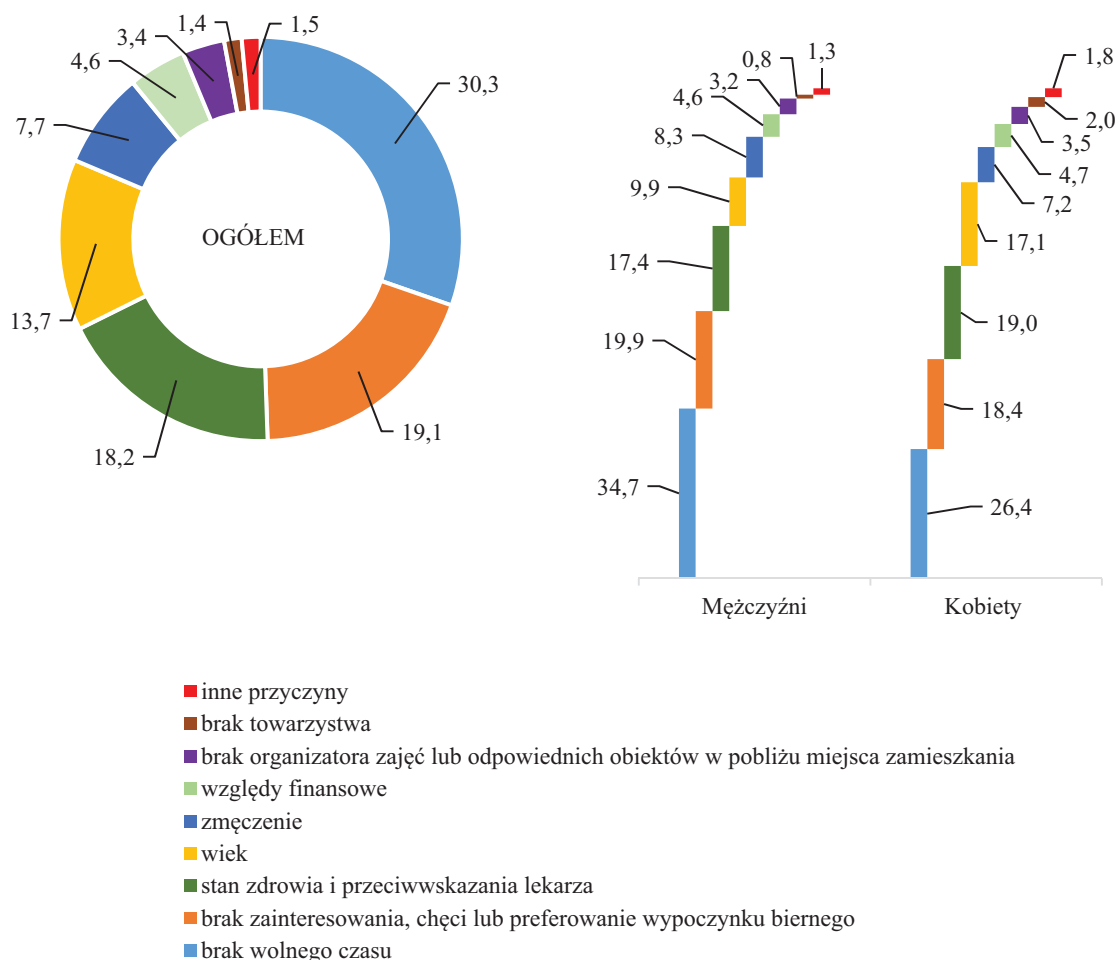 1,4
1,5
3,4
4,6
30,3
7,7
OGÓŁEM
13,7
18,2
19,1
0,8
1,3
3,2
4,6
8,3
9,9
17,4
19,9
34,7
1,8
2,0
3,5
4,7
7,2
17,1
19,0
18,4
26,4
Mężczyźni
Kobiety
inne przyczyny
brak towarzystwa
brak organizatora zajęć lub odpowiednich obiektów w pobliżu miejsca zamieszkania
względy finansowe
zmęczenie
wiek
stan zdrowia i przeciwwskazania lekarza
brak zainteresowania, chęci lub preferowanie wypoczynku biernego
brak wolnego czasu